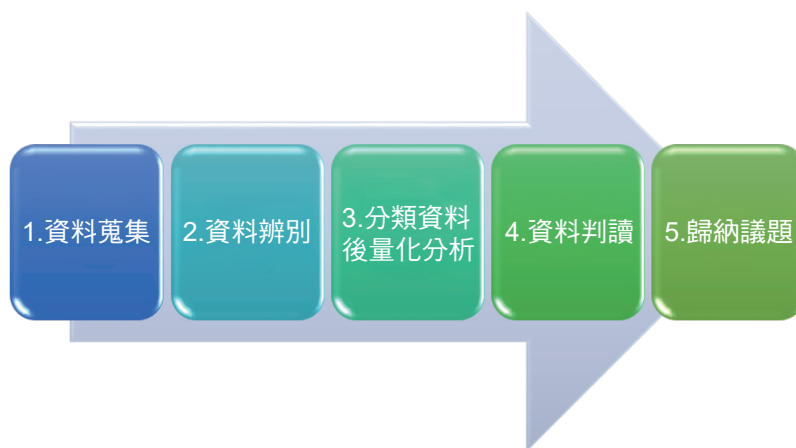 1.資料蒐集
2.資料辨別
3.分類資料
後量化分析
4.資料判讀
5.歸納議題